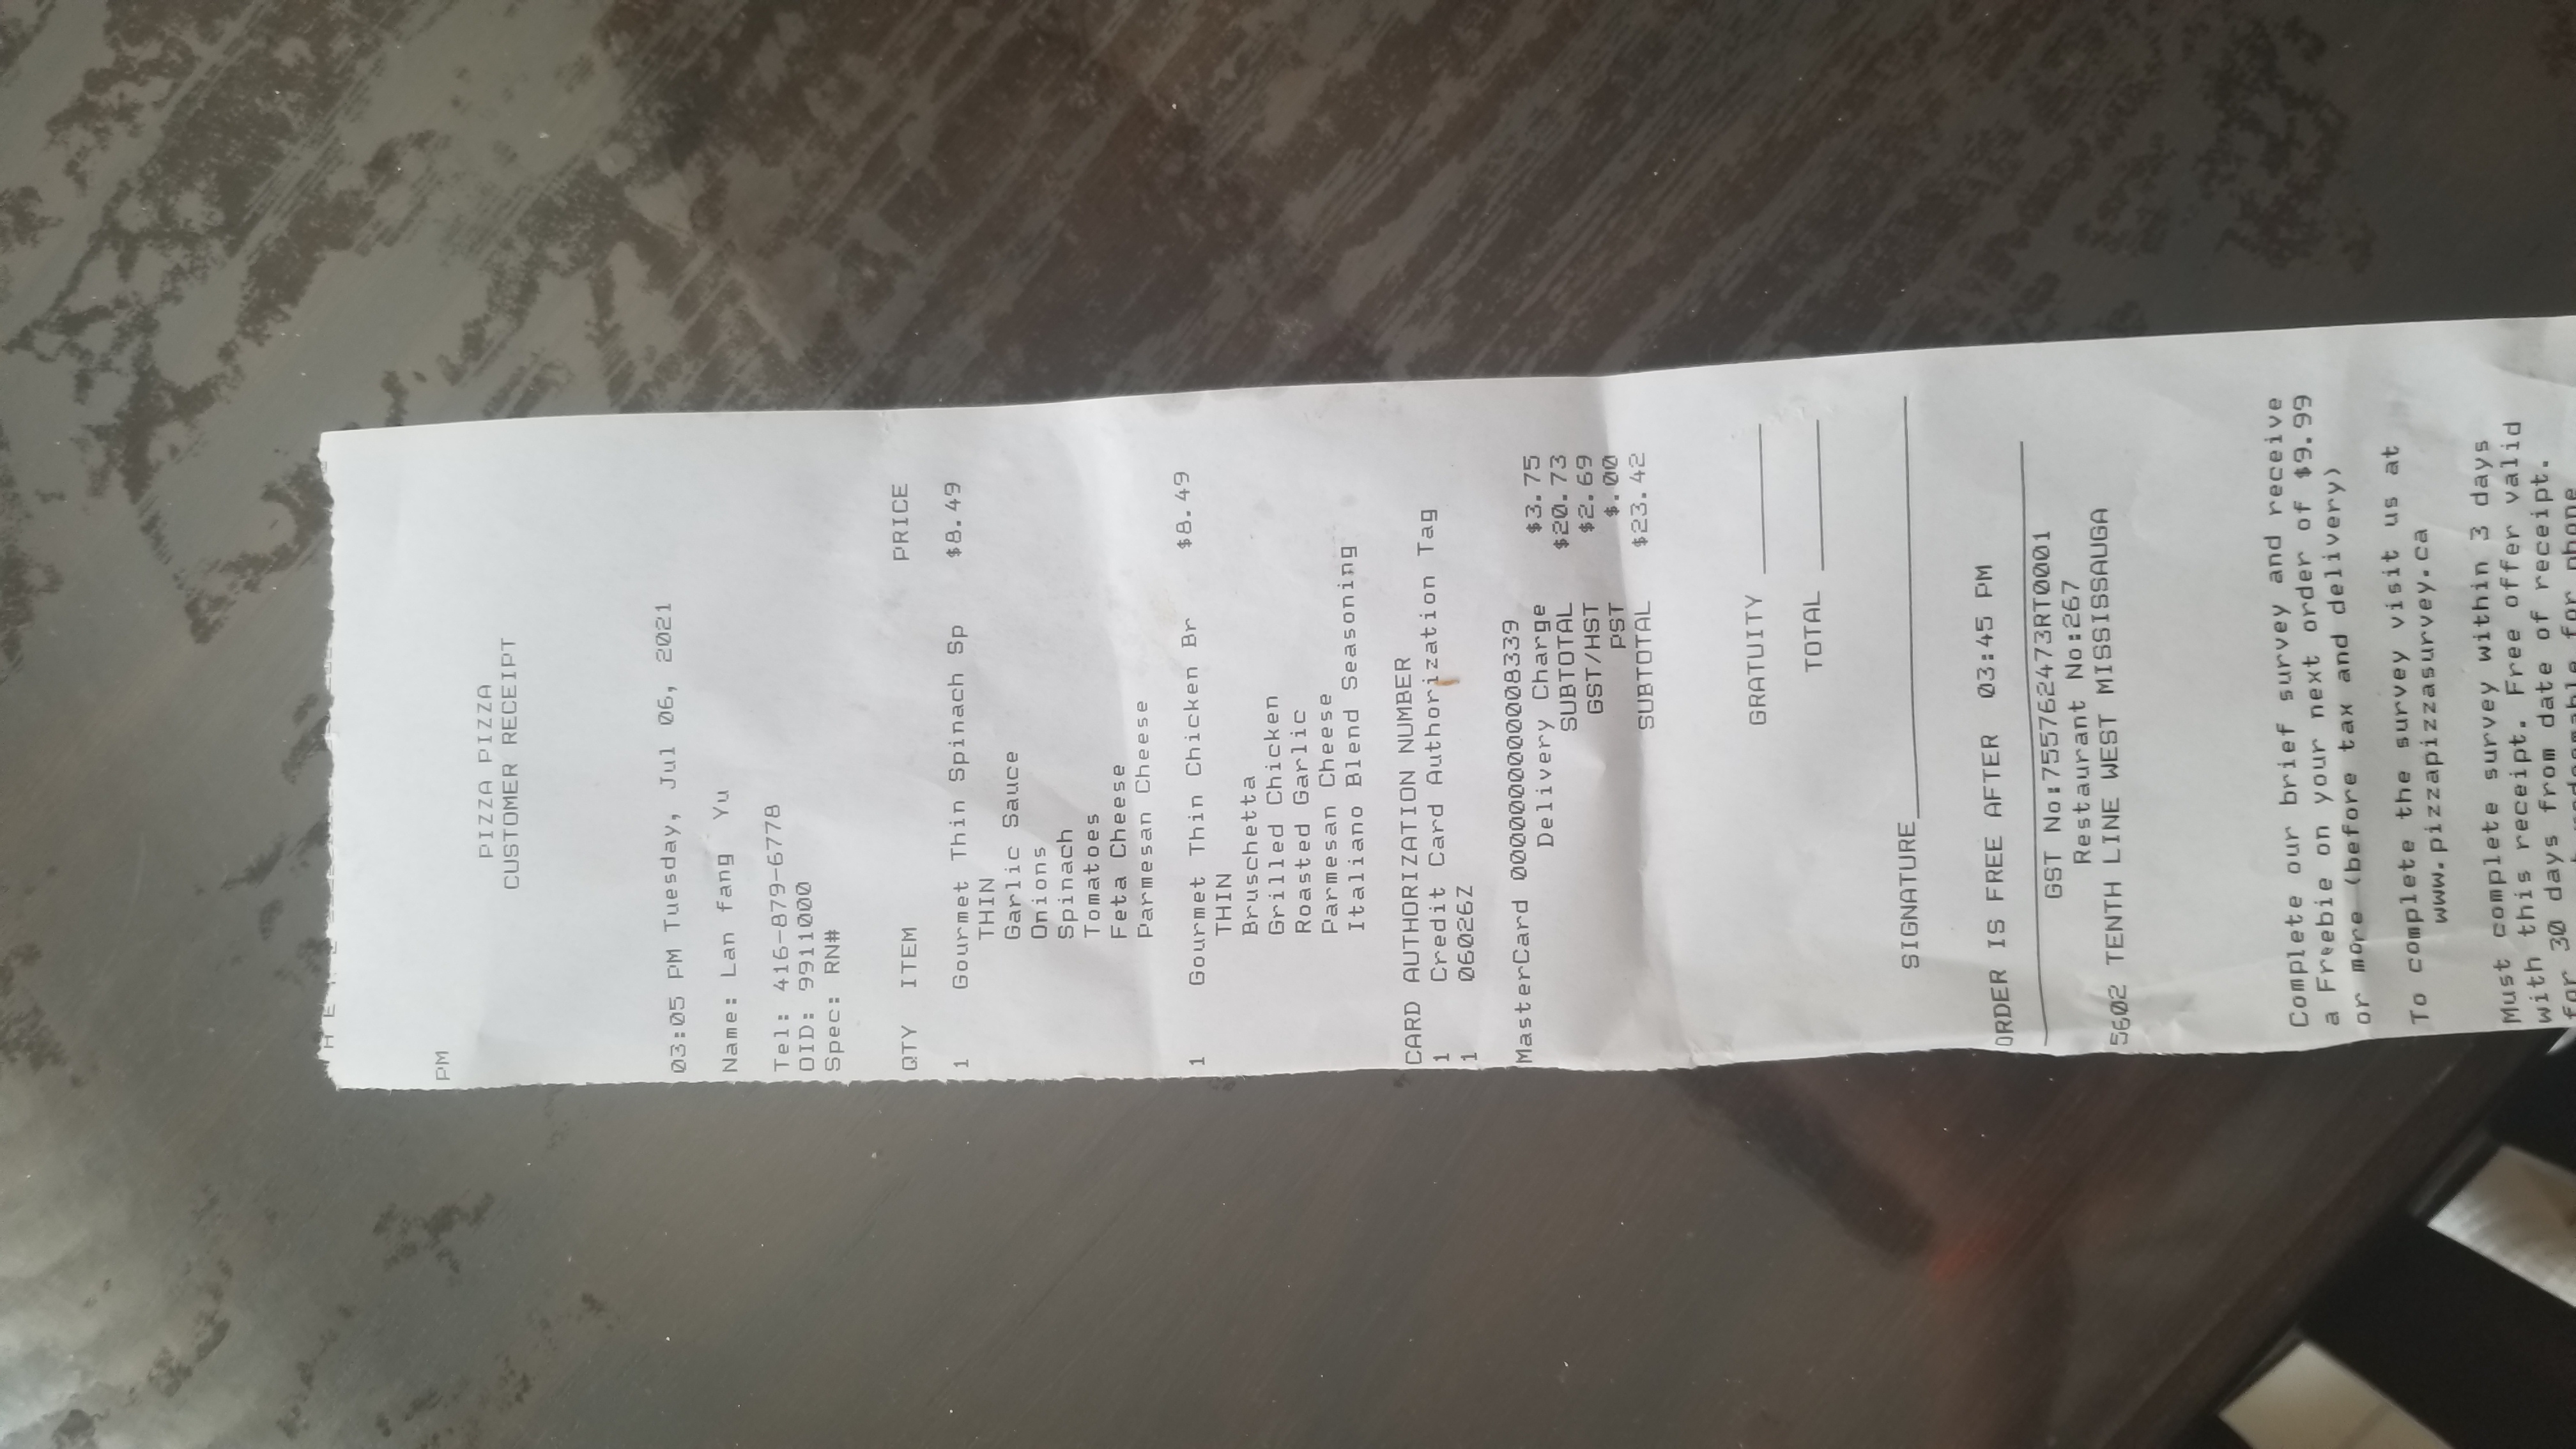 PM
PIZZA PIZZA
CUSTOMER RECEIPT
03:05 PM Tuesday, Jul 06, 2021
Name: Lan fang Yu
Tel: 416-879-6778
OID: 9911000
Spec: RN#
QTY ITEM PRICE
1 Gourmet Thin Spinach Sp $8.49
THIN
Garlic Sauce
Onions
Spinach
Tomatoes
Feta Cheese
Parmesan Cheese
1 Gourmet Thin Chicken Br $8.49
THIN
Bruschetta
Grilled Chicken
Roasted Garlic
Parmesan Cheese
Italiano Blend Seasoning
CARD AUTHORIZATION NUMBER
1 Credit Card Authorization Tag
1 06026Z
MasterCard 0000000000008339
Delivery Charge $3.75
SUBTOTAL $20.73
GST/HST $2.69
PST $.00
SUBTOTAL $23.42
GRATUITY
TOTAL
SIGNATURE
ORDER IS FREE AFTER 03:45 PM
GST No:755762473RT0001
Restaurant No:267
5602 TENTH LINE WEST MISSISSAUGA
Complete our brief survey and receive
a Freebie on your next order of $9.99
or more (before tax and delivery)
To complete the survey visit us at
www.pizzapizzasurvey.ca
Must complete survey within 3 days
with this receipt. Free offer valid
for 30 days from date of receipt.
for phone